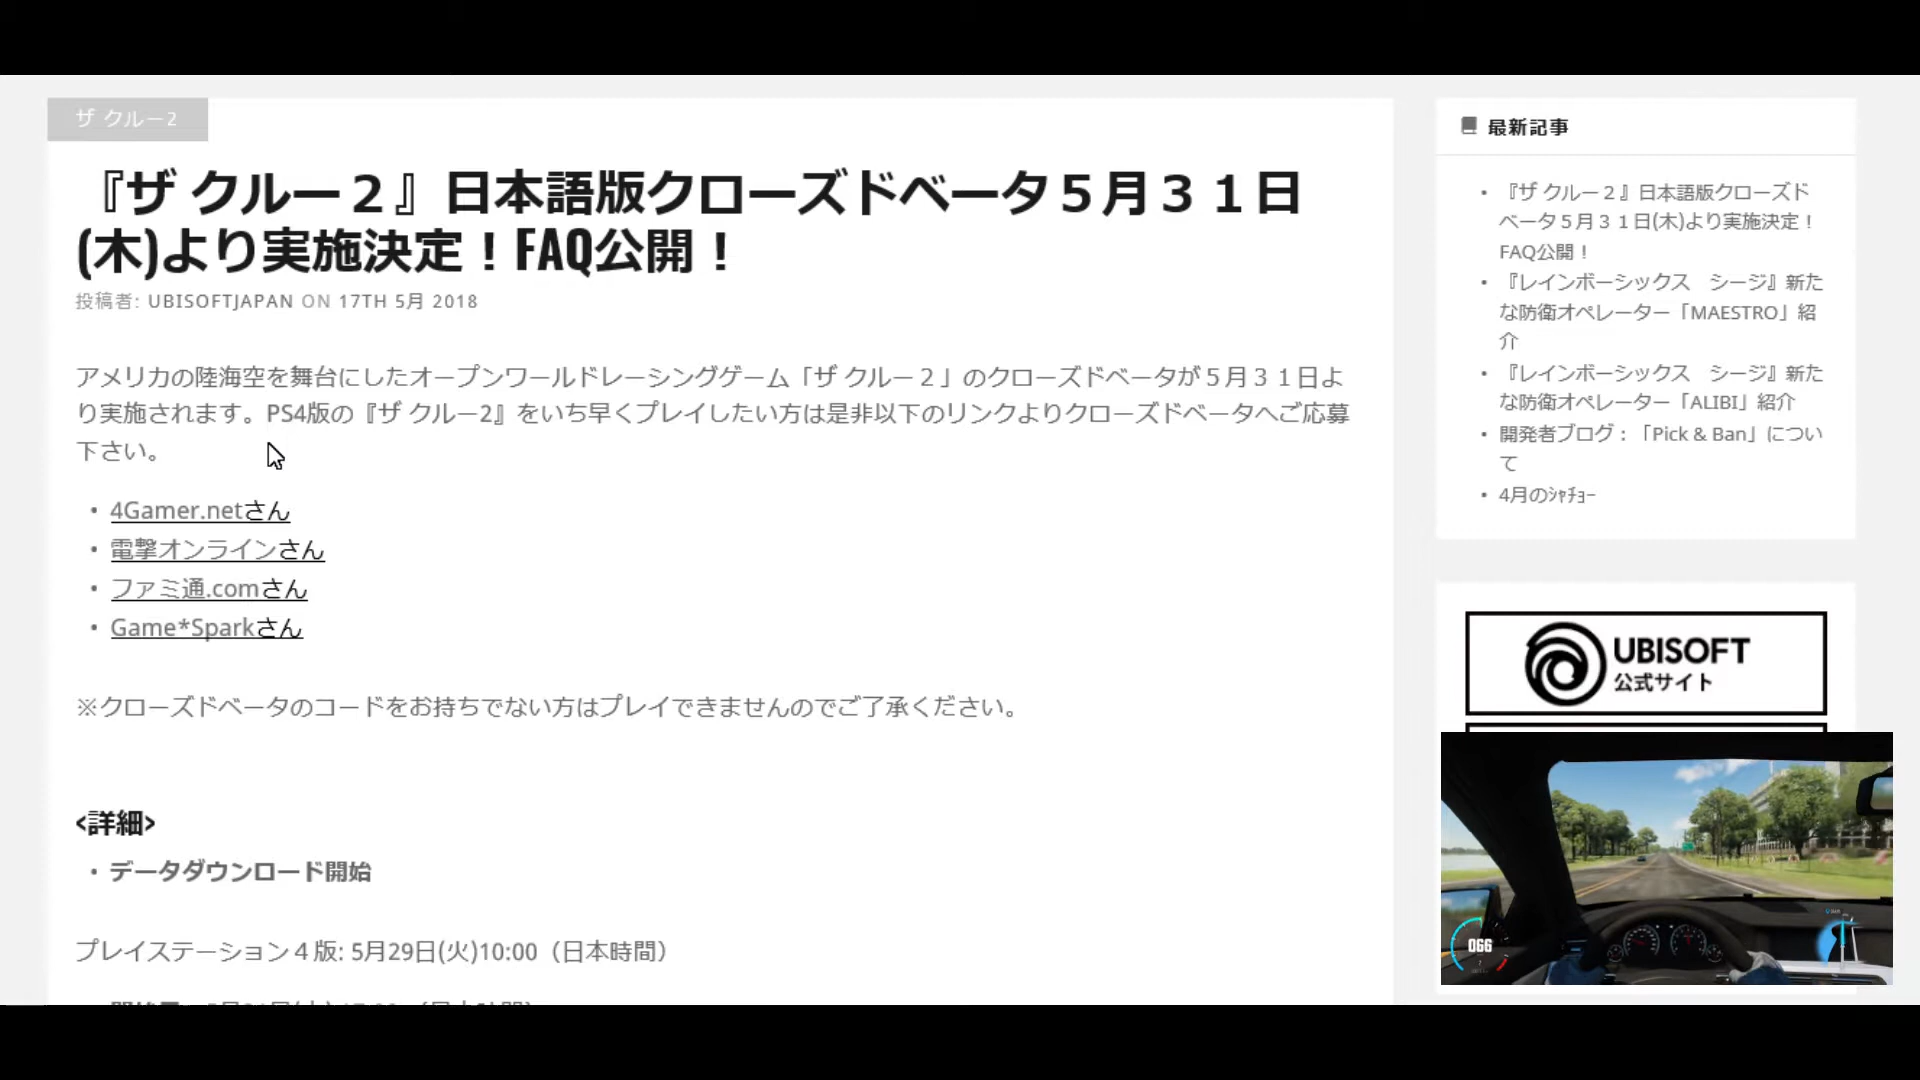 ザ クルー2
『ザ クルー２』日本語版クローズドベータ５月３１日
(木)より実施決定！FAQ公開！
投稿者: UBISOFTJAPAN ON 17TH 5月 2018
アメリカの陸海空を舞台にしたオープンワールドレーシングゲーム「ザ クルー２」のクローズドベータが５月３１日よ
り実施されます。PS4版の『ザ クルー2』をいち早くプレイしたい方は是非以下のリンクよりクローズドベータへご応募
下さい。
• 4Gamer.netさん
• 電撃オンラインさん
• ファミ通.comさん
• Game*Sparkさん
※クローズドベータのコードをお持ちでない方はプレイできませんのでご了承ください。
<詳細>
• データダウンロード開始
プレイステーション４版: 5月29日(火)10:00（日本時間）
最新記事
• 『ザ クルー２』日本語版クローズド
ベータ５月３１日(木)より実施決定！
FAQ公開！
• 『レインボーシックス　シージ』新た
な防衛オペレーター「MAESTRO」紹
介
• 『レインボーシックス　シージ』新た
な防衛オペレーター「ALIBI」紹介
• 開発者ブログ：「Pick & Ban」につい
て
• 4月のｼｬﾁｮｰ
UBISOFT
公式サイト
066